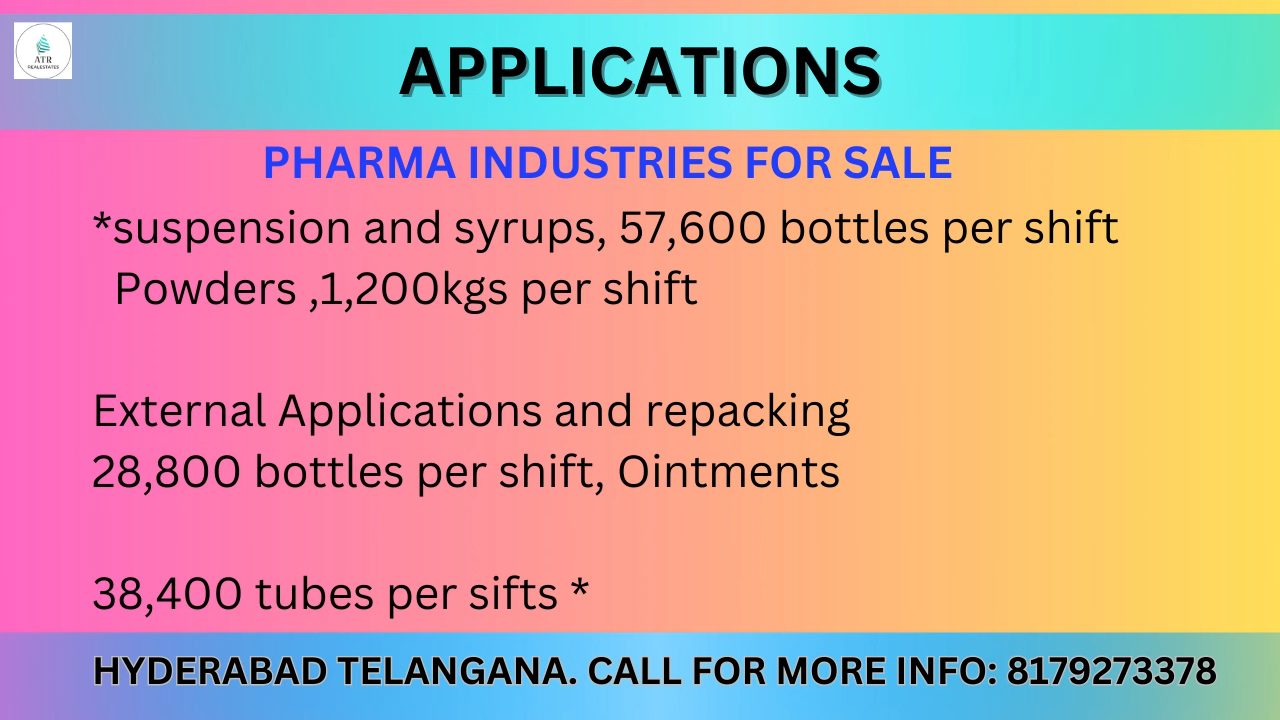 ATR
REALESTATES
APPLICATIONS
PHARMA INDUSTRIES FOR SALE
*suspension and syrups, 57,600 bottles per shift
Powders ,1,200kgs per shift
External Applications and repacking
28,800 bottles per shift, Ointments
38,400 tubes per sifts *
HYDERABAD TELANGANA. CALL FOR MORE INFO: 8179273378